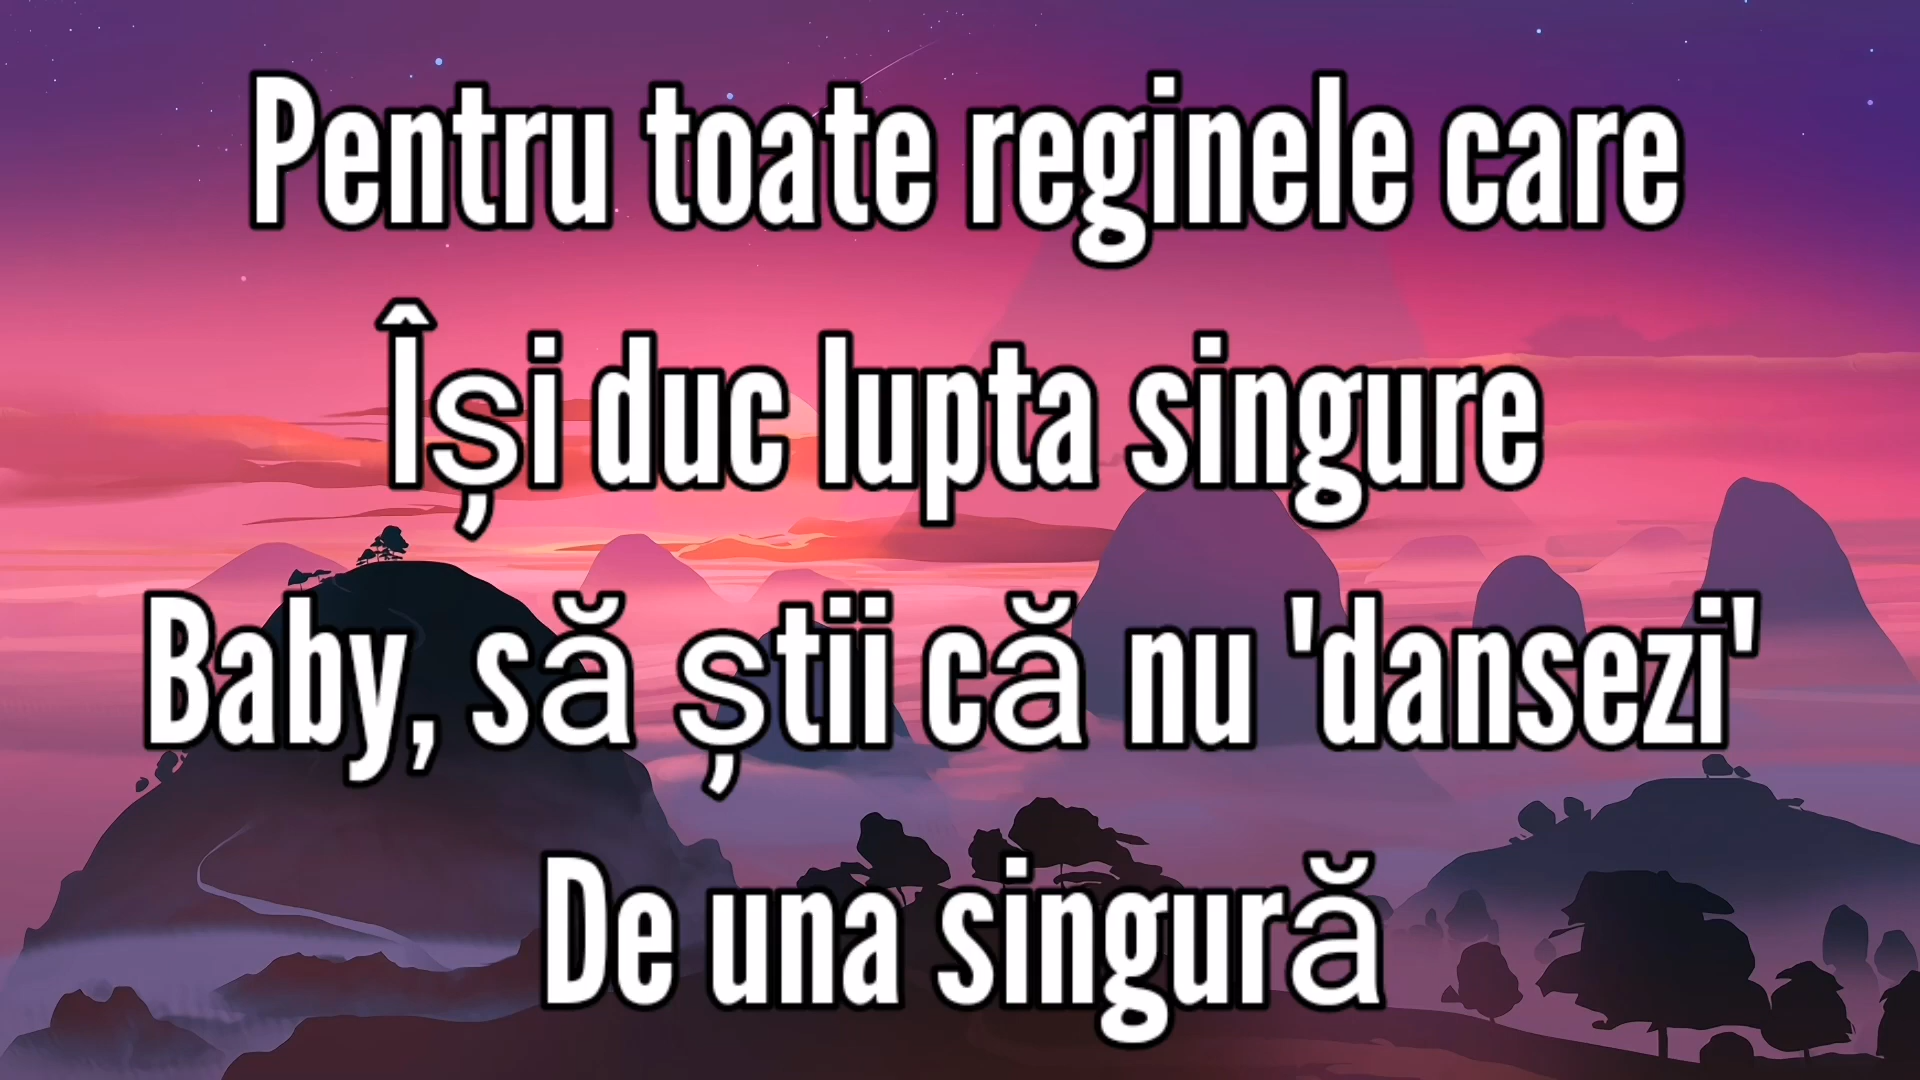 Pentru toate reginele care
Își duc lupta singure
Baby, să știi că nu 'dansezi'
De una singură